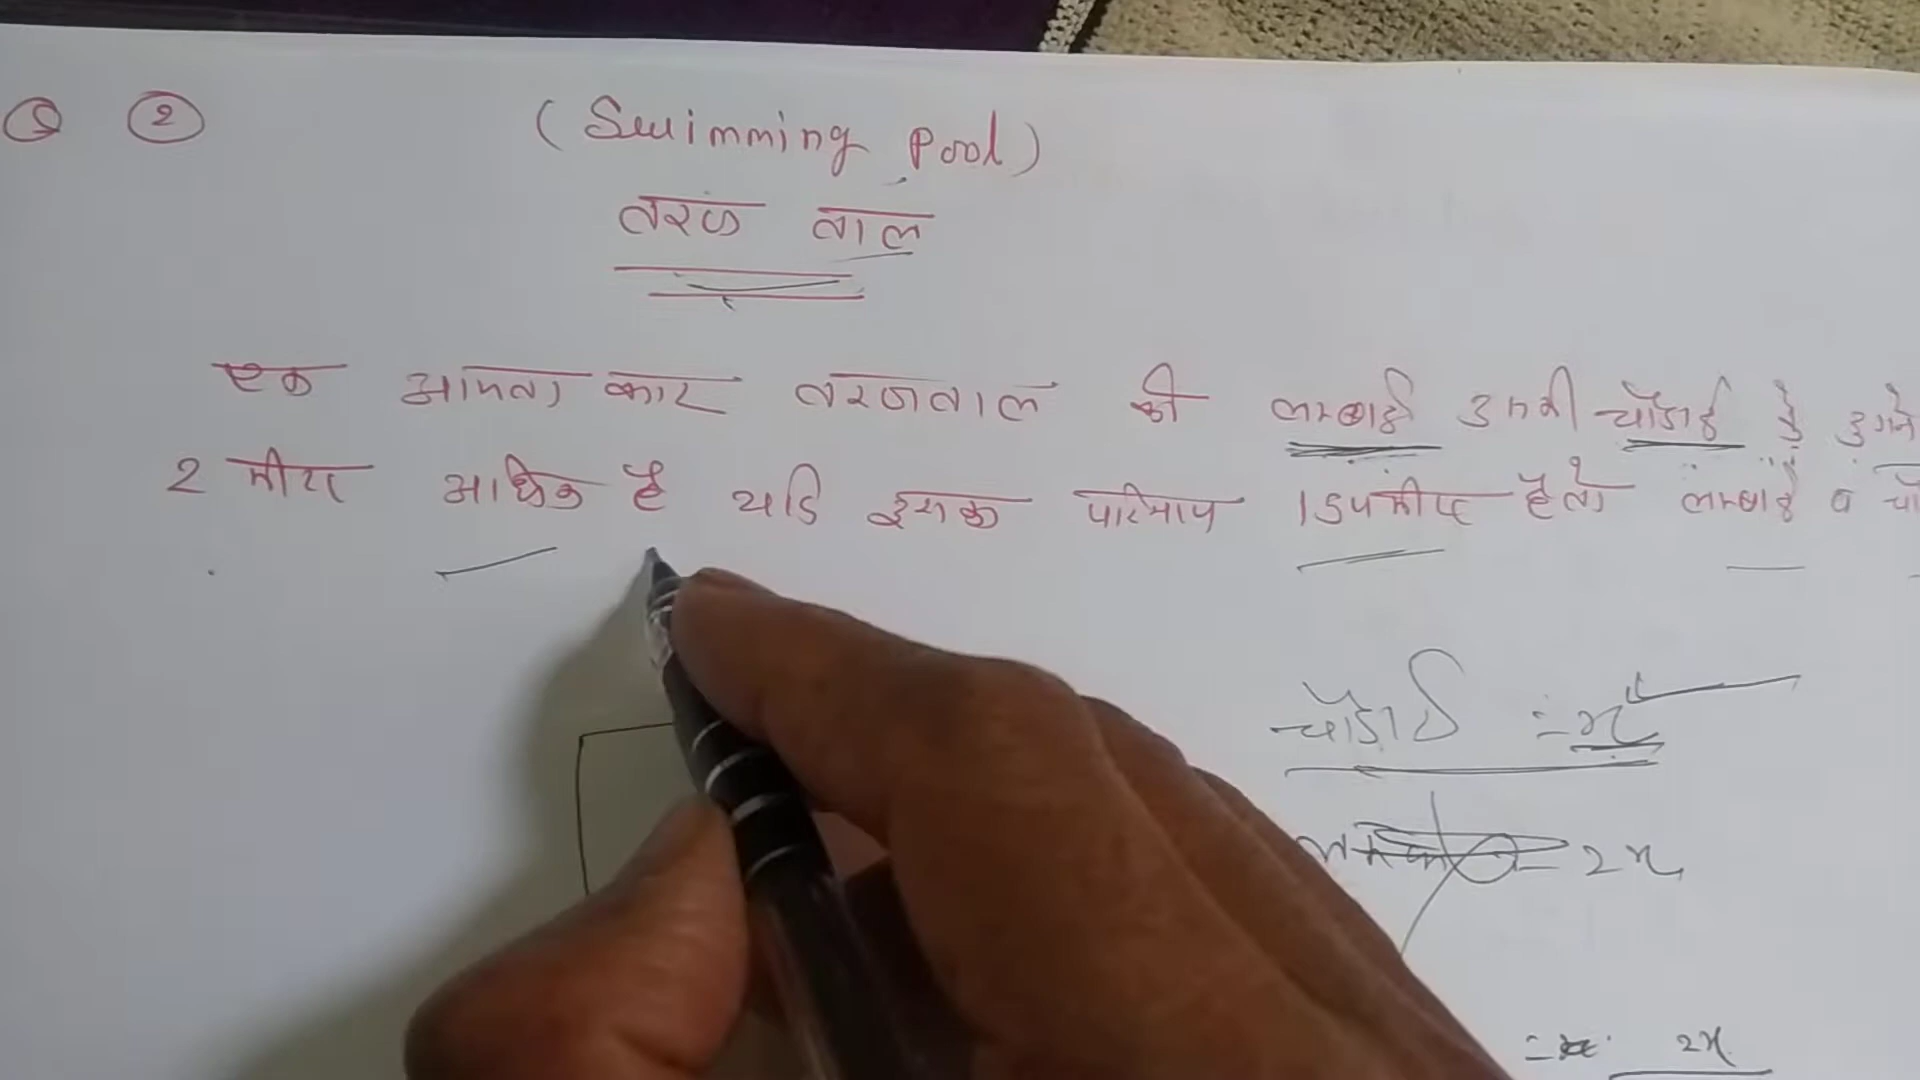 Q ②
(Swimming Pool)
तरण ताल
एक आयता कार तरणताल की लम्बाई उसकी चौडाई के दुगने
2 मीटर अधिक है यदि इसका परिमाप 154मीटर है तो लम्बाई व चौ
चौडाई = x
= 2x
= 2x